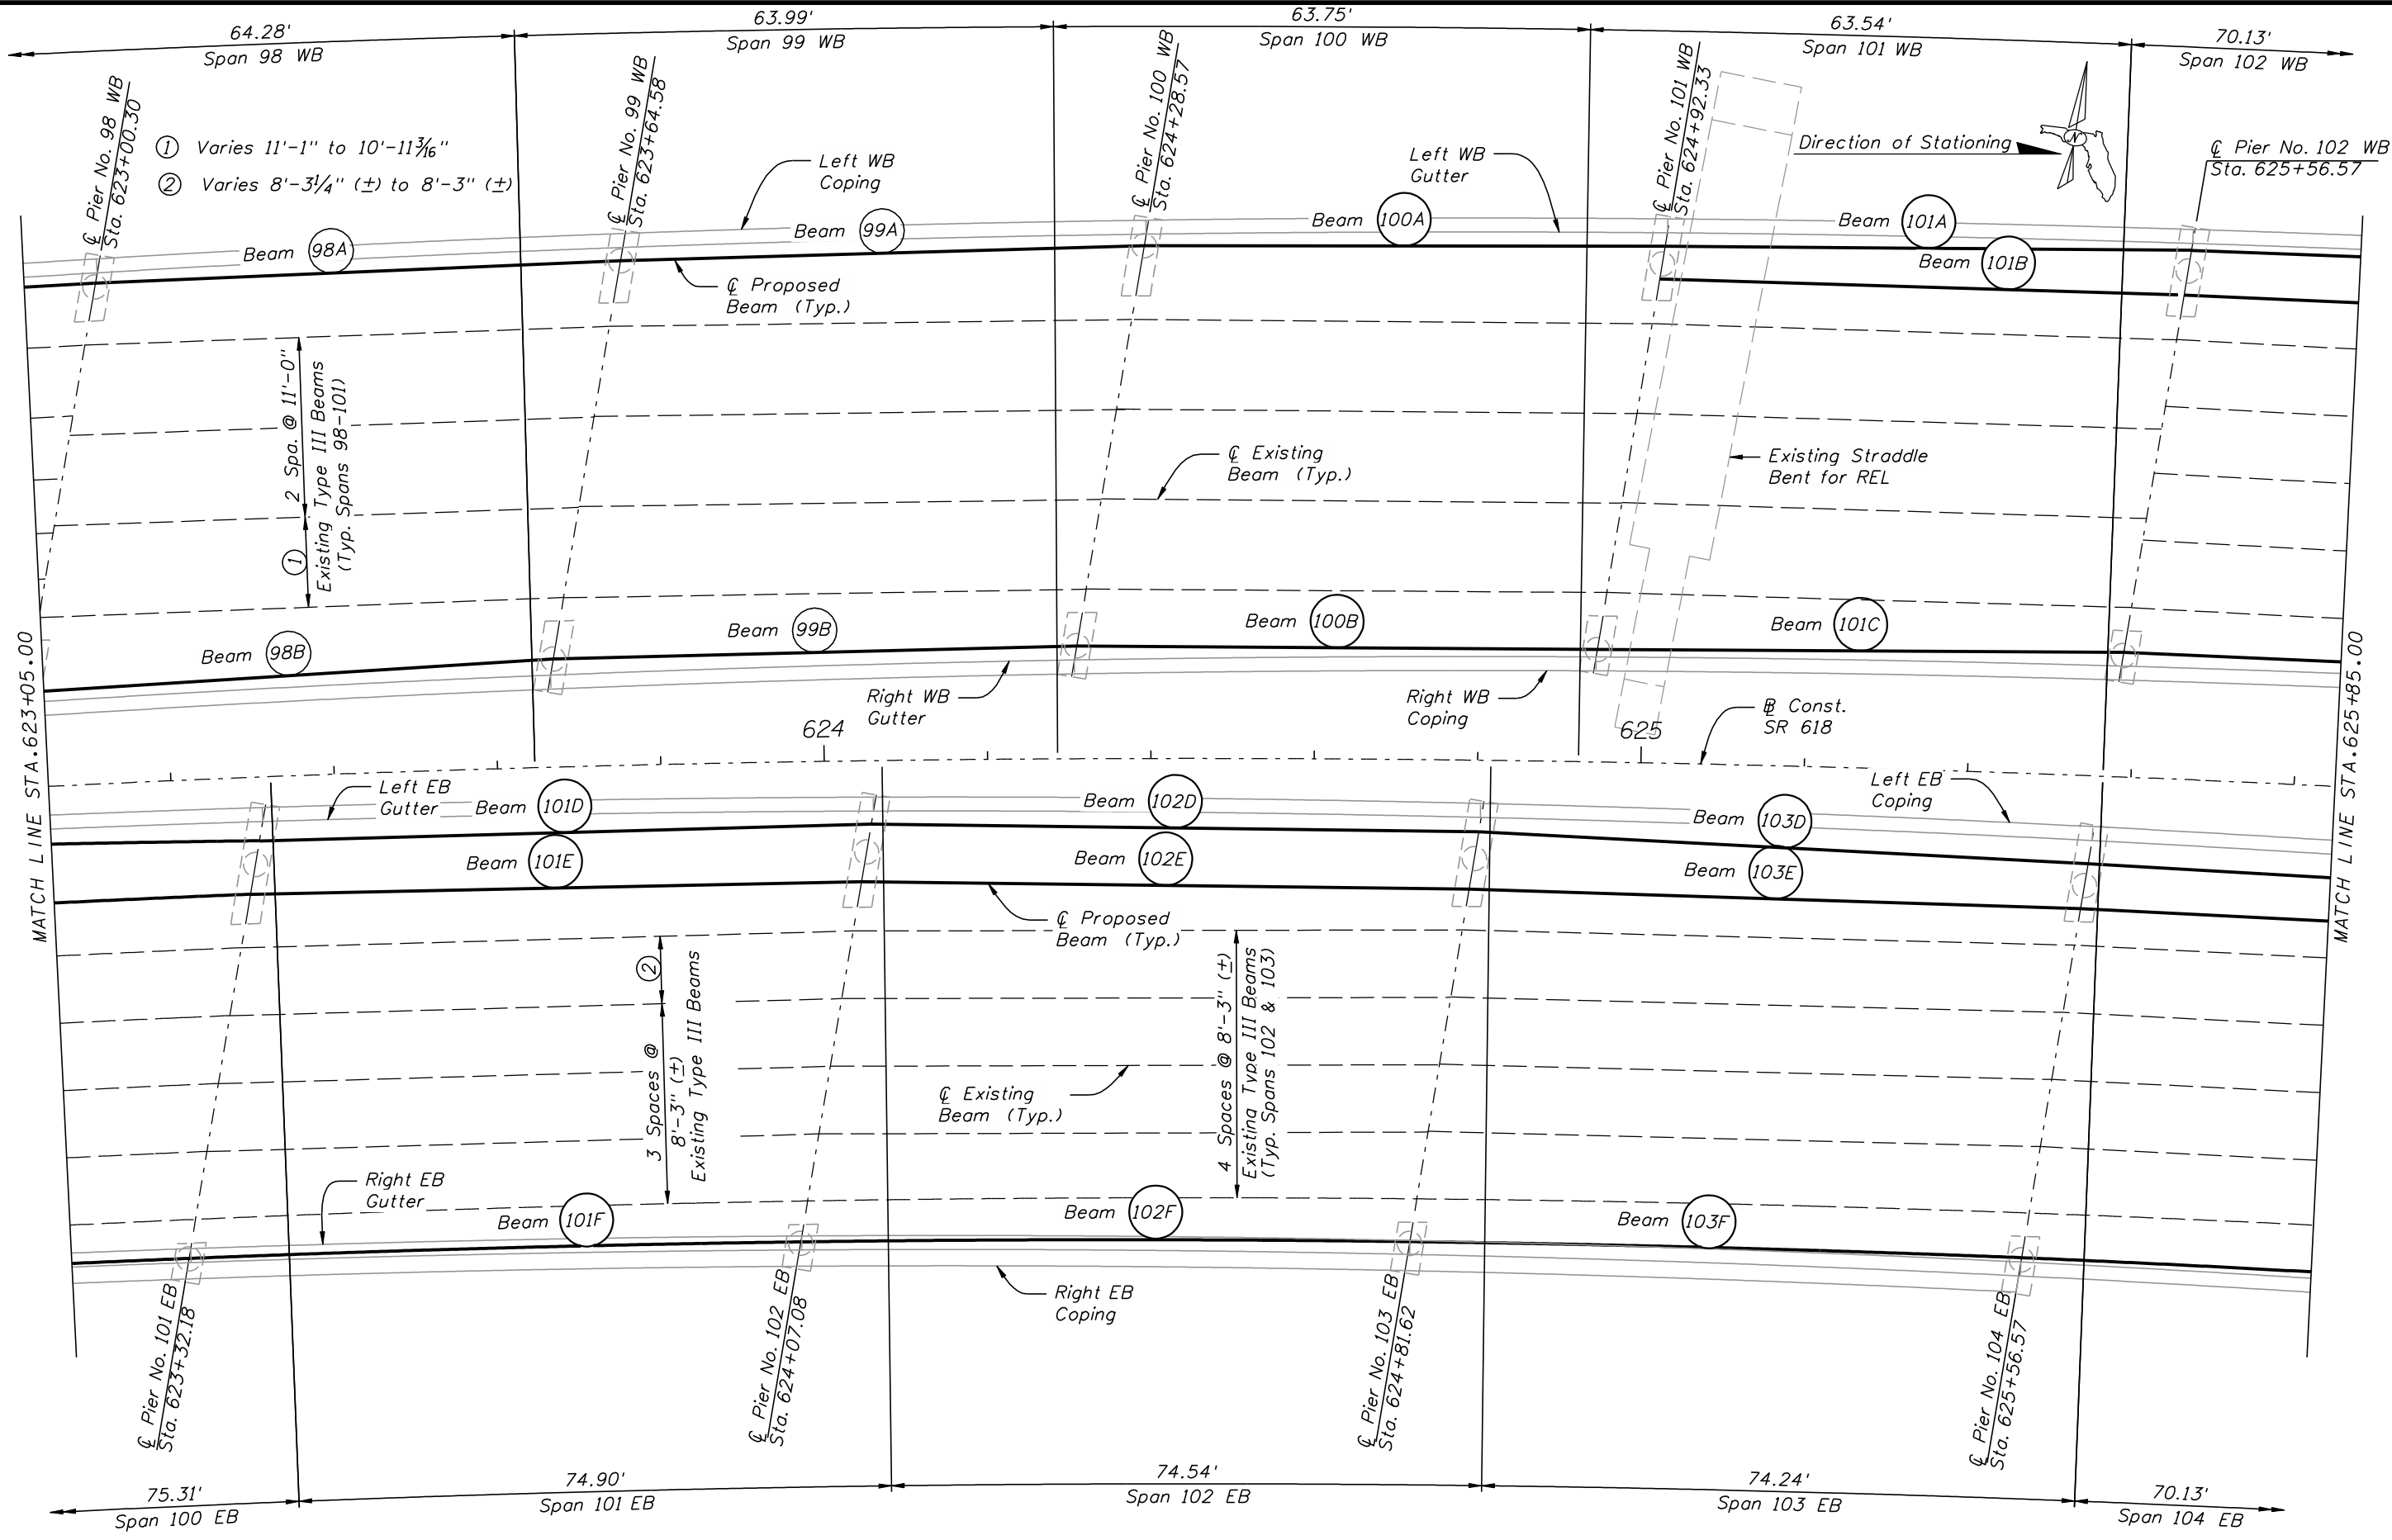 64.28'
Span 98 WB
63.99'
Span 99 WB
63.75'
Span 100 WB
63.54'
Span 101 WB
70.13'
Span 102 WB
℄ Pier No. 98 WB
Sta. 623+00.30
℄ Pier No. 99 WB
Sta. 623+64.58
℄ Pier No. 100 WB
Sta. 624+28.57
℄ Pier No. 101 WB
Sta. 624+92.33
℄ Pier No. 102 WB
Sta. 625+56.57
① Varies 11'-1" to 10'-11 3/16"
② Varies 8'-3 1/4" (±) to 8'-3" (±)
Left WB
Coping
Left WB
Gutter
Direction of Stationing
N
Beam 98A
Beam 99A
Beam 100A
Beam 101A
Beam 101B
℄ Proposed
Beam (Typ.)
2 Spa. @ 11'-0"
①
Existing Type III Beams
(Typ. Spans 98-101)
℄ Existing
Beam (Typ.)
Existing Straddle
Bent for REL
Beam 98B
Beam 99B
Beam 100B
Beam 101C
Right WB
Gutter
Right WB
Coping
MATCH LINE STA.623+05.00
MATCH LINE STA.625+85.00
624
625
℄ Const.
SR 618
Left EB
Gutter
Left EB
Coping
Beam 101D
Beam 102D
Beam 103D
Beam 101E
Beam 102E
Beam 103E
℄ Proposed
Beam (Typ.)
②
3 Spaces @
8'-3" (±)
Existing Type III Beams
4 Spaces @ 8'-3" (±)
Existing Type III Beams
(Typ. Spans 102 & 103)
℄ Existing
Beam (Typ.)
Right EB
Gutter
Beam 101F
Beam 102F
Beam 103F
Right EB
Coping
℄ Pier No. 101 EB
Sta. 623+32.18
℄ Pier No. 102 EB
Sta. 624+07.08
℄ Pier No. 103 EB
Sta. 624+81.62
℄ Pier No. 104 EB
Sta. 625+56.57
75.31'
Span 100 EB
74.90'
Span 101 EB
74.54'
Span 102 EB
74.24'
Span 103 EB
70.13'
Span 104 EB